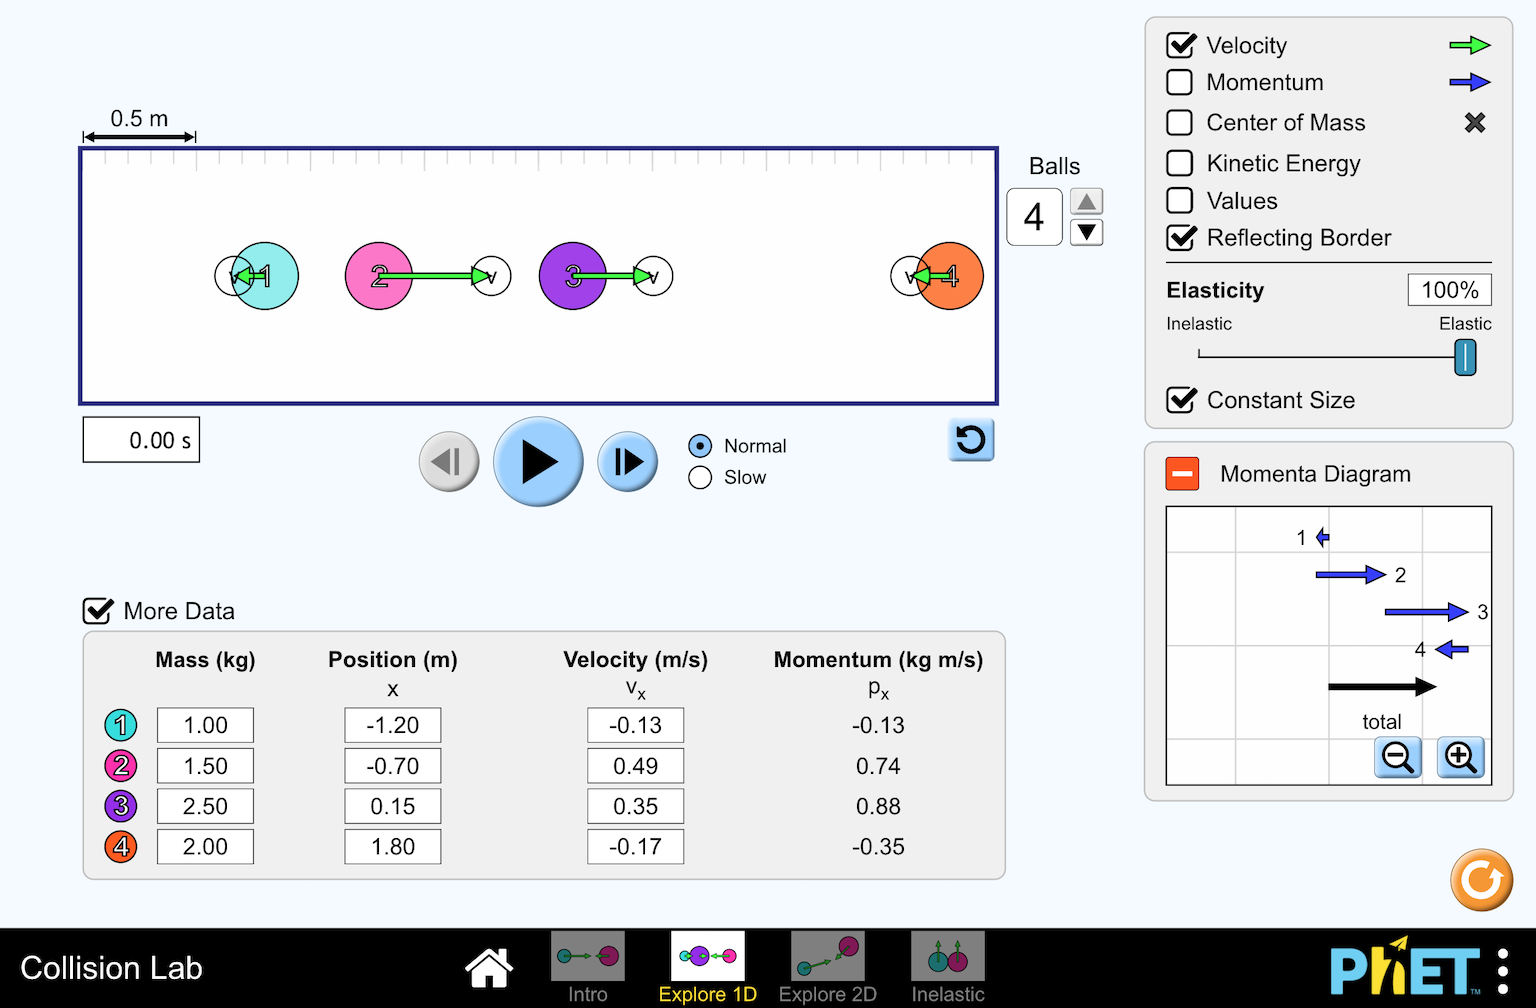 0.5 m
v 1 2 v 3 v v 4
Balls
4
0.00 s
Normal
Slow
Velocity
Momentum
Center of Mass
Kinetic Energy
Values
Reflecting Border
Elasticity 100%
Inelastic Elastic
Constant Size
Momenta Diagram
1
2
3
4
total
More Data
Mass (kg) Position (m) Velocity (m/s) Momentum (kg m/s)
x vx px
1 1.00 -1.20 -0.13 -0.13
2 1.50 -0.70 0.49 0.74
3 2.50 0.15 0.35 0.88
4 2.00 1.80 -0.17 -0.35
Collision Lab
Intro Explore 1D Explore 2D Inelastic
PhET™